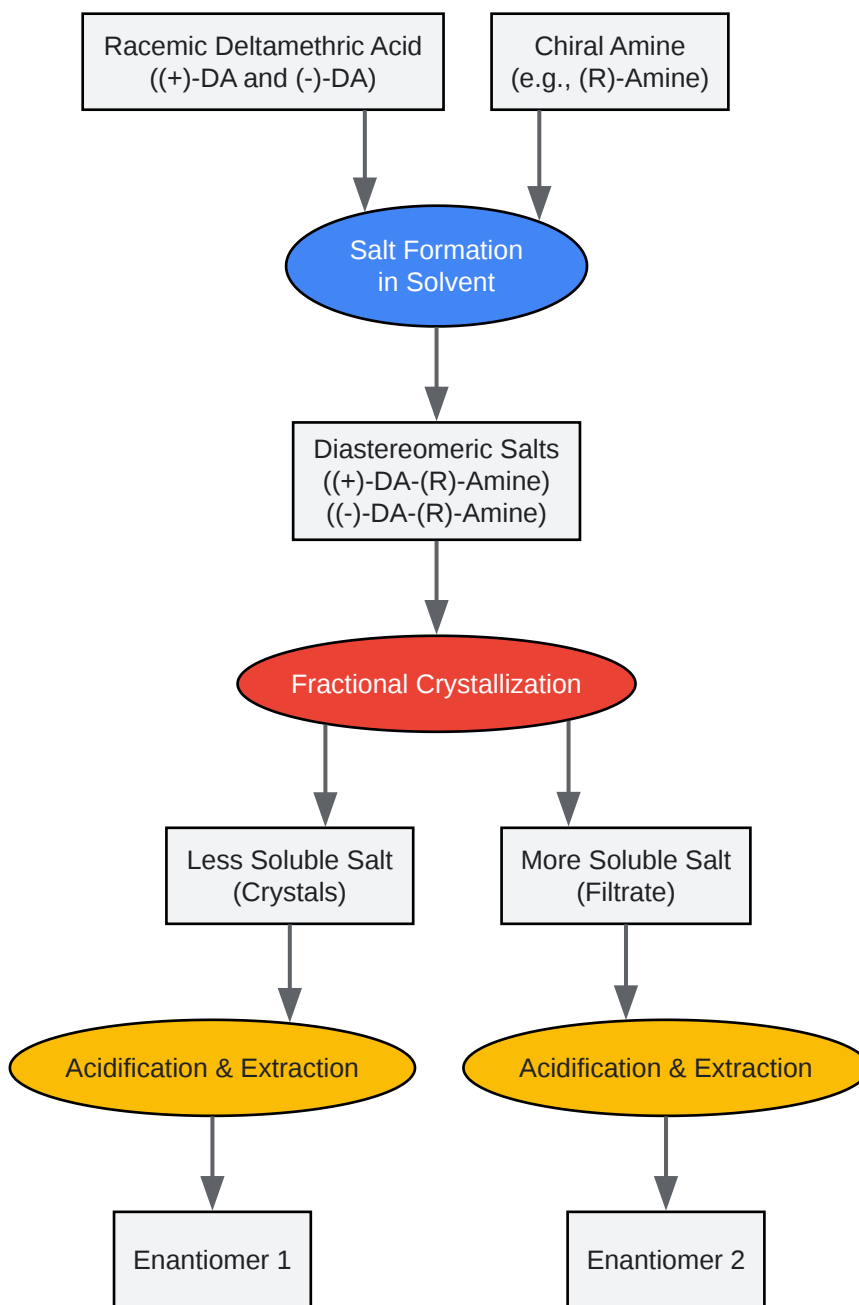 Racemic Deltamethric Acid
((+)-DA and (-)-DA)
Chiral Amine
(e.g., (R)-Amine)
Salt Formation
in Solvent
Diastereomeric Salts
((+)-DA-(R)-Amine)
((-)-DA-(R)-Amine)
Fractional Crystallization
Less Soluble Salt
(Crystals)
More Soluble Salt
(Filtrate)
Acidification & Extraction
Acidification & Extraction
Enantiomer 1
Enantiomer 2